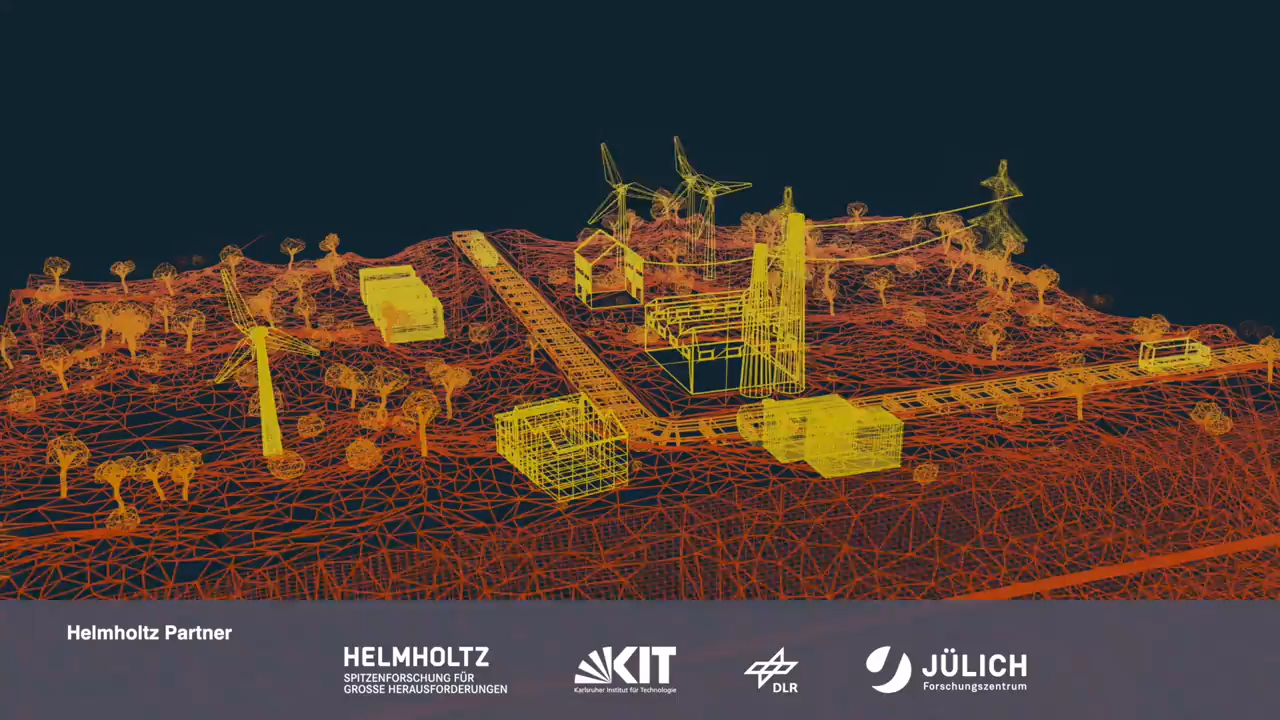 Helmholtz Partner
HELMHOLTZ
SPITZENFORSCHUNG FÜR
GROSSE HERAUSFORDERUNGEN
KIT
Karlsruher Institut für Technologie
DLR
JÜLICH
Forschungszentrum